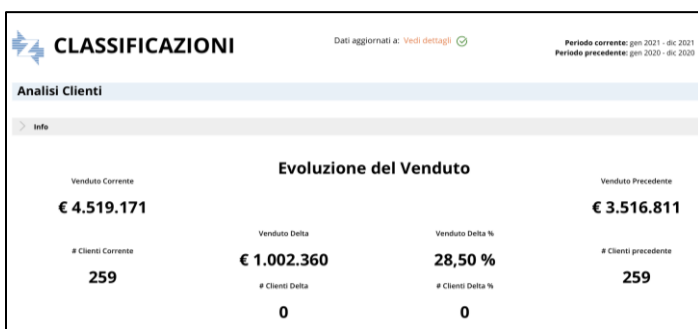 CLASSIFICAZIONI
Dati aggiornati a: Vedi dettagli
Periodo corrente: gen 2021 - dic 2021
Periodo precedente: gen 2020 - dic 2020
Analisi Clienti
Info
Evoluzione del Venduto
Venduto Corrente
€ 4.519.171
Venduto Precedente
€ 3.516.811
Venduto Delta
€ 1.002.360
Venduto Delta %
28,50 %
# Clienti Corrente
259
# Clienti precedente
259
# Clienti Delta
0
# Clienti Delta %
0